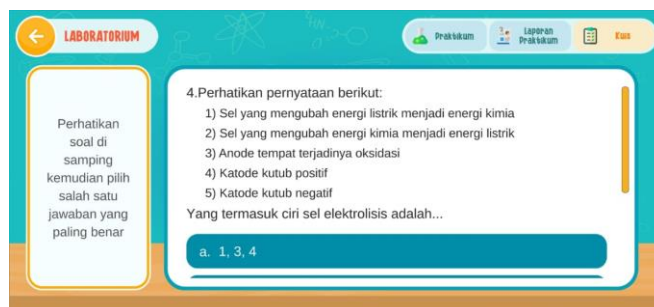 LABORATORIUM
Praktikum
Laporan
Praktikum
Kuis
Perhatikan
soal di
samping
kemudian pilih
salah satu
jawaban yang
paling benar
4.Perhatikan pernyataan berikut:
1) Sel yang mengubah energi listrik menjadi energi kimia
2) Sel yang mengubah energi kimia menjadi energi listrik
3) Anode tempat terjadinya oksidasi
4) Katode kutub positif
5) Katode kutub negatif
Yang termasuk ciri sel elektrolisis adalah...
a. 1, 3, 4